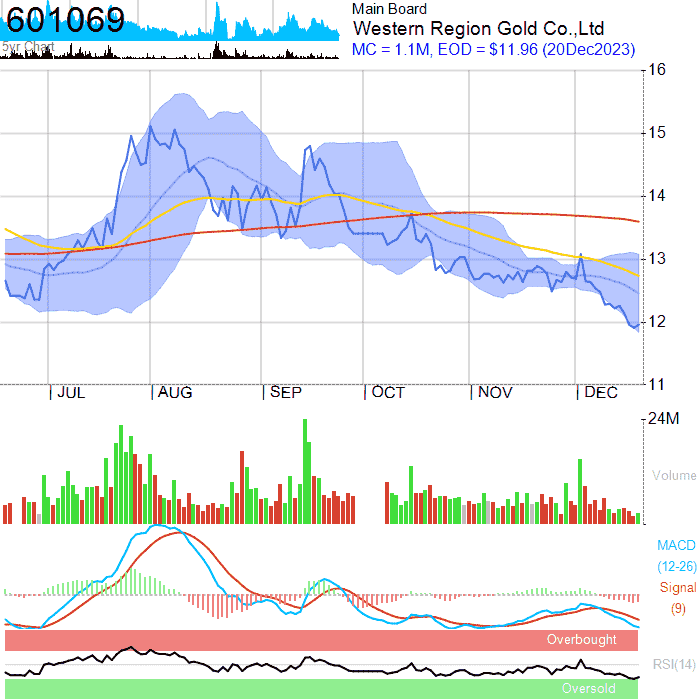 601069
5yr Chart
Main Board
Western Region Gold Co.,Ltd
MC = 1.1M, EOD = $11.96 (20Dec2023)
16
15
14
13
12
11
JUL
AUG
SEP
OCT
NOV
DEC
24M
Volume
MACD
(12-26)
Signal
(9)
Overbought
RSI(14)
Oversold